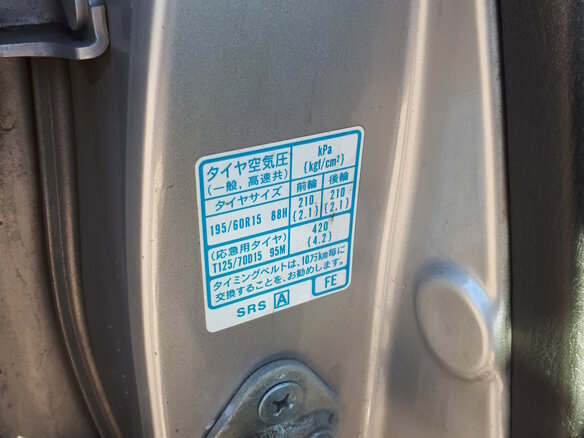 タイヤ空気圧 kPa
(一般，高速共) {kgf/cm²}
タイヤサイズ 前輪 後輪
195/60R15 88H 210 210
{2.1} {2.1}
(応急用タイヤ) 420
T125/70D15 95M {4.2}
タイミングベルトは、10万km毎に
交換することを、お勧めします。
FE
SRS A